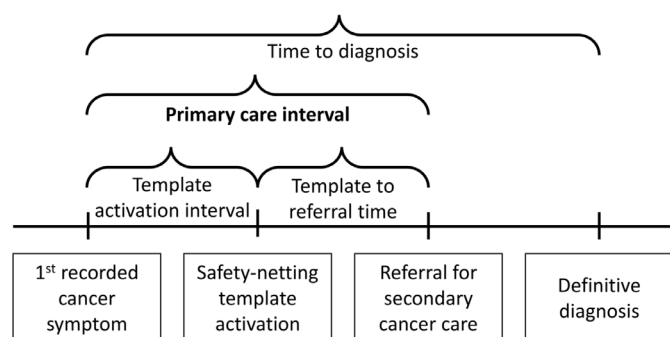 Time to diagnosis
Primary care interval
Template
activation interval
Template to
referral time
1st recorded
cancer
symptom
Safety-netting
template
activation
Referral for
secondary
cancer care
Definitive
diagnosis